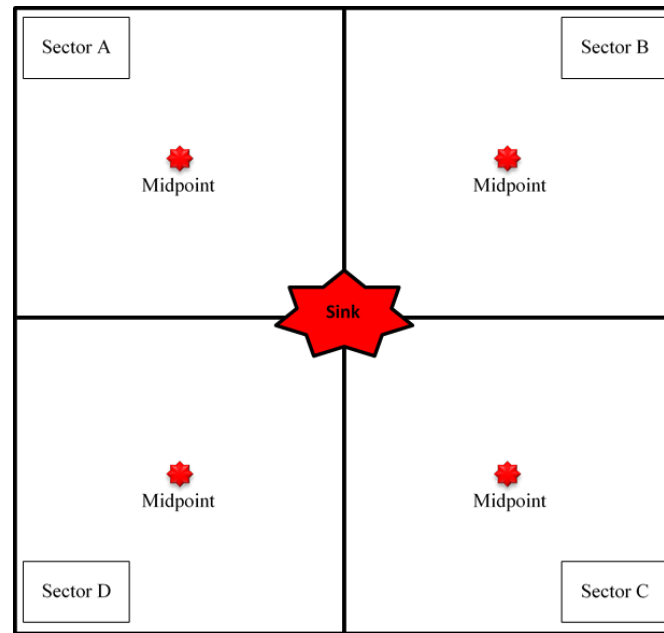 Sector A
Sector B
Midpoint
Midpoint
Sink
Midpoint
Midpoint
Sector D
Sector C